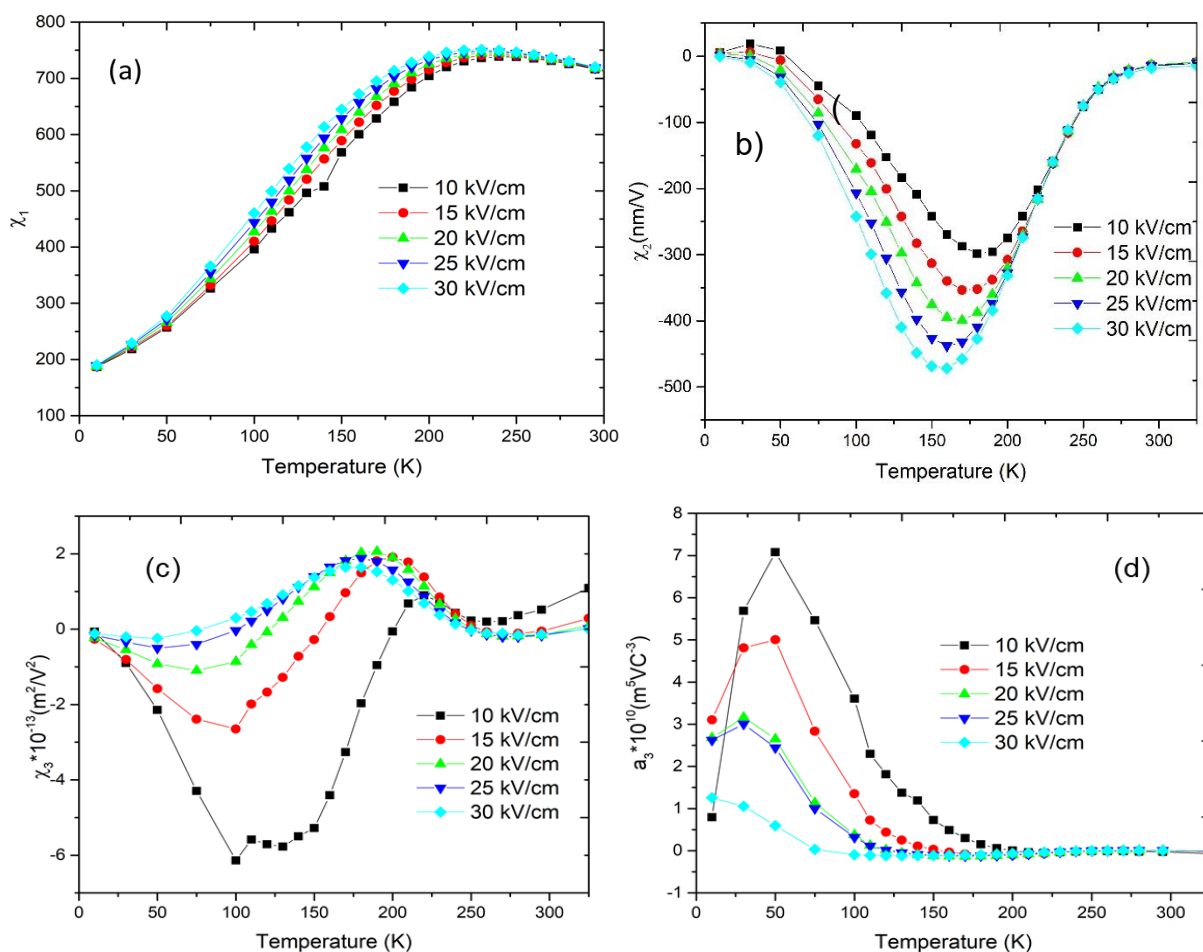 (a)
800
700
600
500
400
300
200
100
χ₁
10 kV/cm
15 kV/cm
20 kV/cm
25 kV/cm
30 kV/cm
0 50 100 150 200 250 300
Temperature (K)
b)
(
0
-100
-200
-300
-400
-500
χ₂(nm/V)
10 kV/cm
15 kV/cm
20 kV/cm
25 kV/cm
30 kV/cm
0 50 100 150 200 250 300
Temperature (K)
(c)
2
0
-2
-4
-6
χ₃*10⁻¹³(m²/V²)
10 kV/cm
15 kV/cm
20 kV/cm
25 kV/cm
30 kV/cm
0 50 100 150 200 250 300
Temperature (K)
(d)
8
7
6
5
4
3
2
1
0
-1
a₃*10¹⁰(m⁵VC⁻³)
10 kV/cm
15 kV/cm
20 kV/cm
25 kV/cm
30 kV/cm
0 50 100 150 200 250 300
Temperature (K)